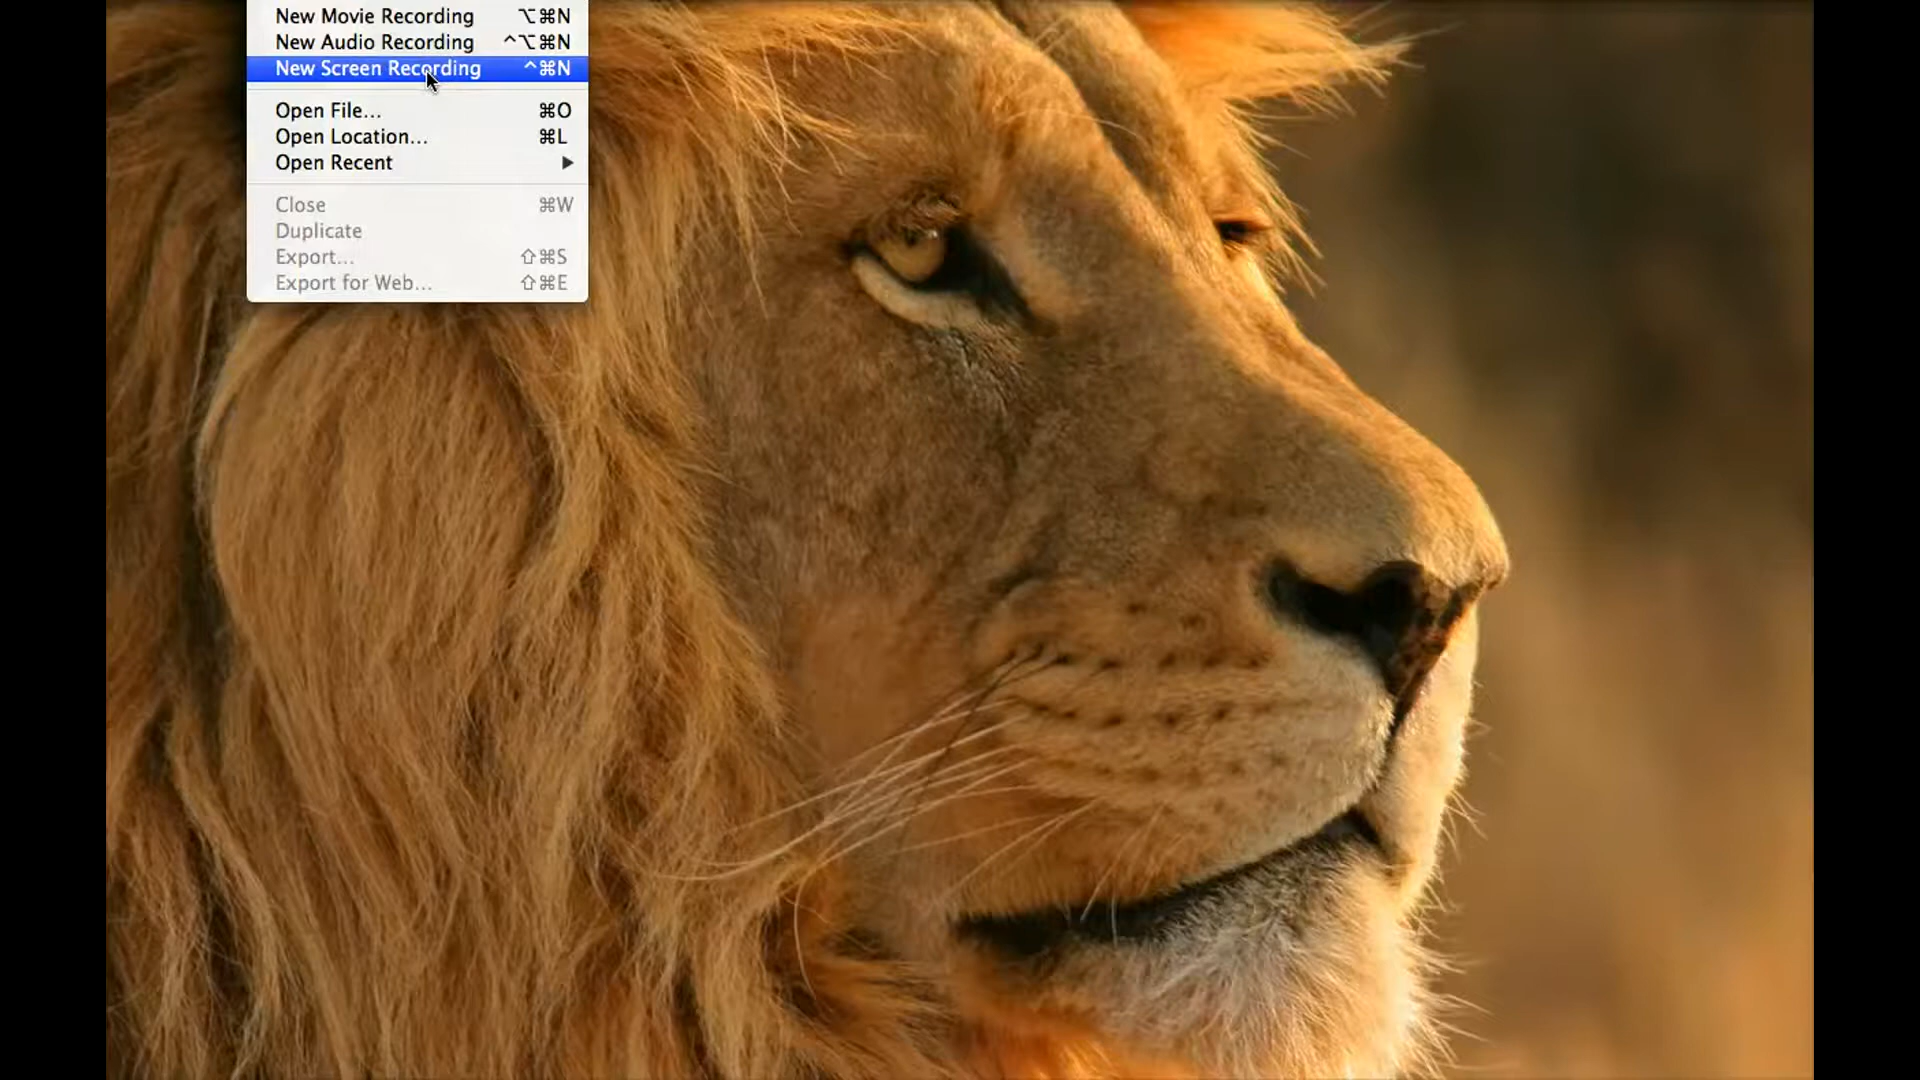 New Movie Recording ⌥⌘N
New Audio Recording ^⌥⌘N
New Screen Recording ^⌘N
Open File... ⌘O
Open Location... ⌘L
Open Recent ▶
Close ⌘W
Duplicate
Export... ⇧⌘S
Export for Web... ⇧⌘E